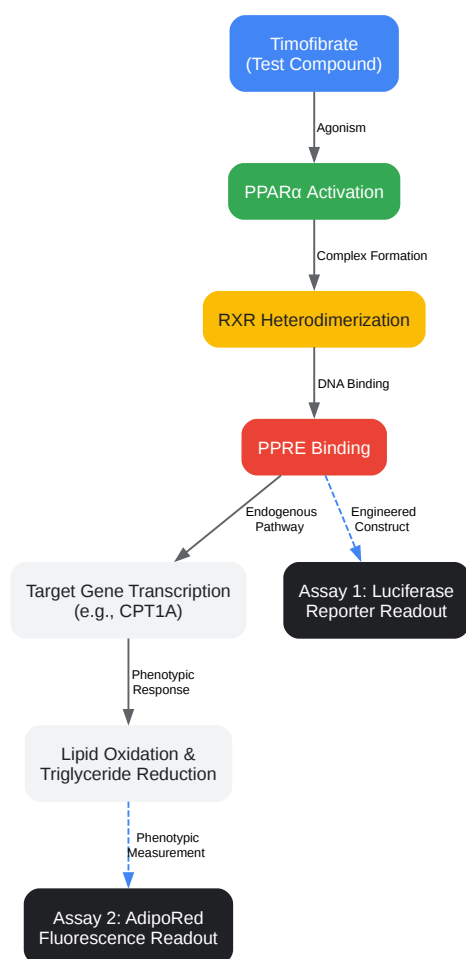 Timofibrate
(Test Compound)
Agonism
PPARα Activation
Complex Formation
RXR Heterodimerization
DNA Binding
PPRE Binding
Endogenous
Pathway
Engineered
Construct
Target Gene Transcription
(e.g., CPT1A)
Assay 1: Luciferase
Reporter Readout
Phenotypic
Response
Lipid Oxidation &
Triglyceride Reduction
Phenotypic
Measurement
Assay 2: AdipoRed
Fluorescence Readout